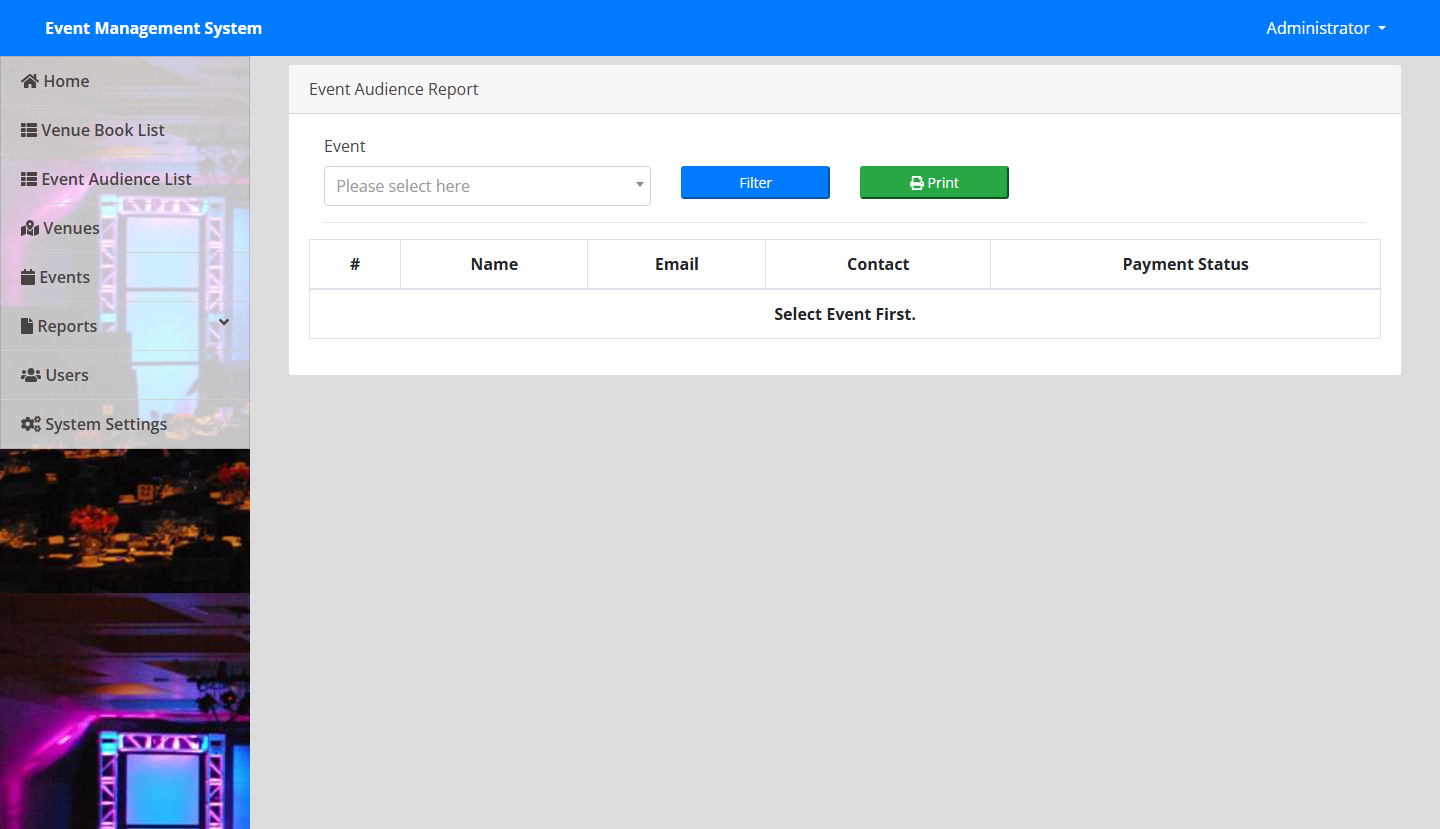 Event Management System
Administrator
Home
Venue Book List
Event Audience List
Venues
Events
Reports
Users
System Settings
Event Audience Report
Event
Please select here
Filter
Print
# Name Email Contact Payment Status
Select Event First.